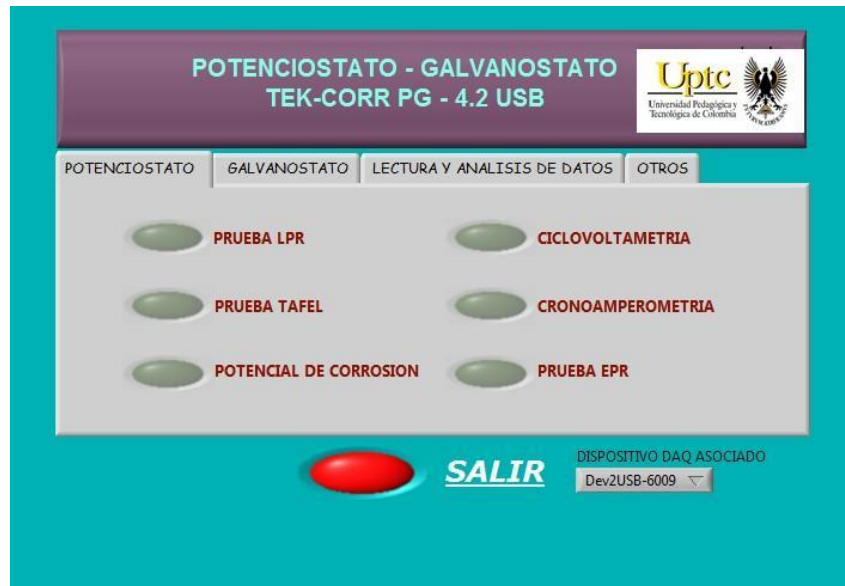 POTENCIOSTATO - GALVANOSTATO
TEK-CORR PG - 4.2 USB
Uptc
Universidad Pedagógica y
Tecnológica de Colombia
POTENCIOSTATO
GALVANOSTATO
LECTURA Y ANALISIS DE DATOS
OTROS
PRUEBA LPR
CICLOVOLTAMETRIA
PRUEBA TAFEL
CRONOAMPEROMETRIA
POTENCIAL DE CORROSION
PRUEBA EPR
SALIR
DISPOSITIVO DAQ ASOCIADO
Dev2USB-6009